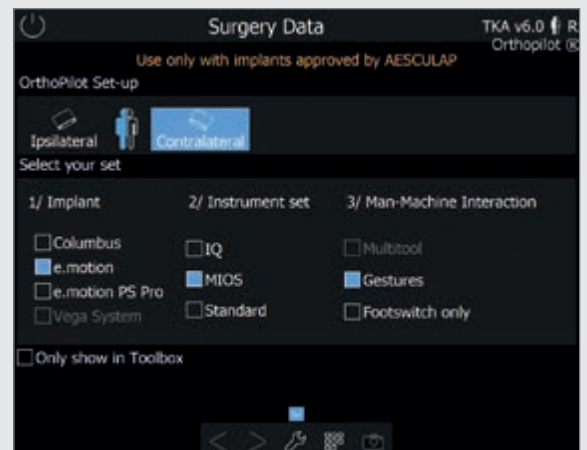 Surgery Data
TKA v6.0 R
Orthopilot ®
Use only with implants approved by AESCULAP
OrthoPilot Set-up
Ipsilateral
Contralateral
Select your set
1/ Implant 2/ Instrument set 3/ Man-Machine Interaction
Columbus IQ Multitool
e.motion MIOS Gestures
e.motion PS Pro Standard Footswitch only
Vega System
Only show in Toolbox